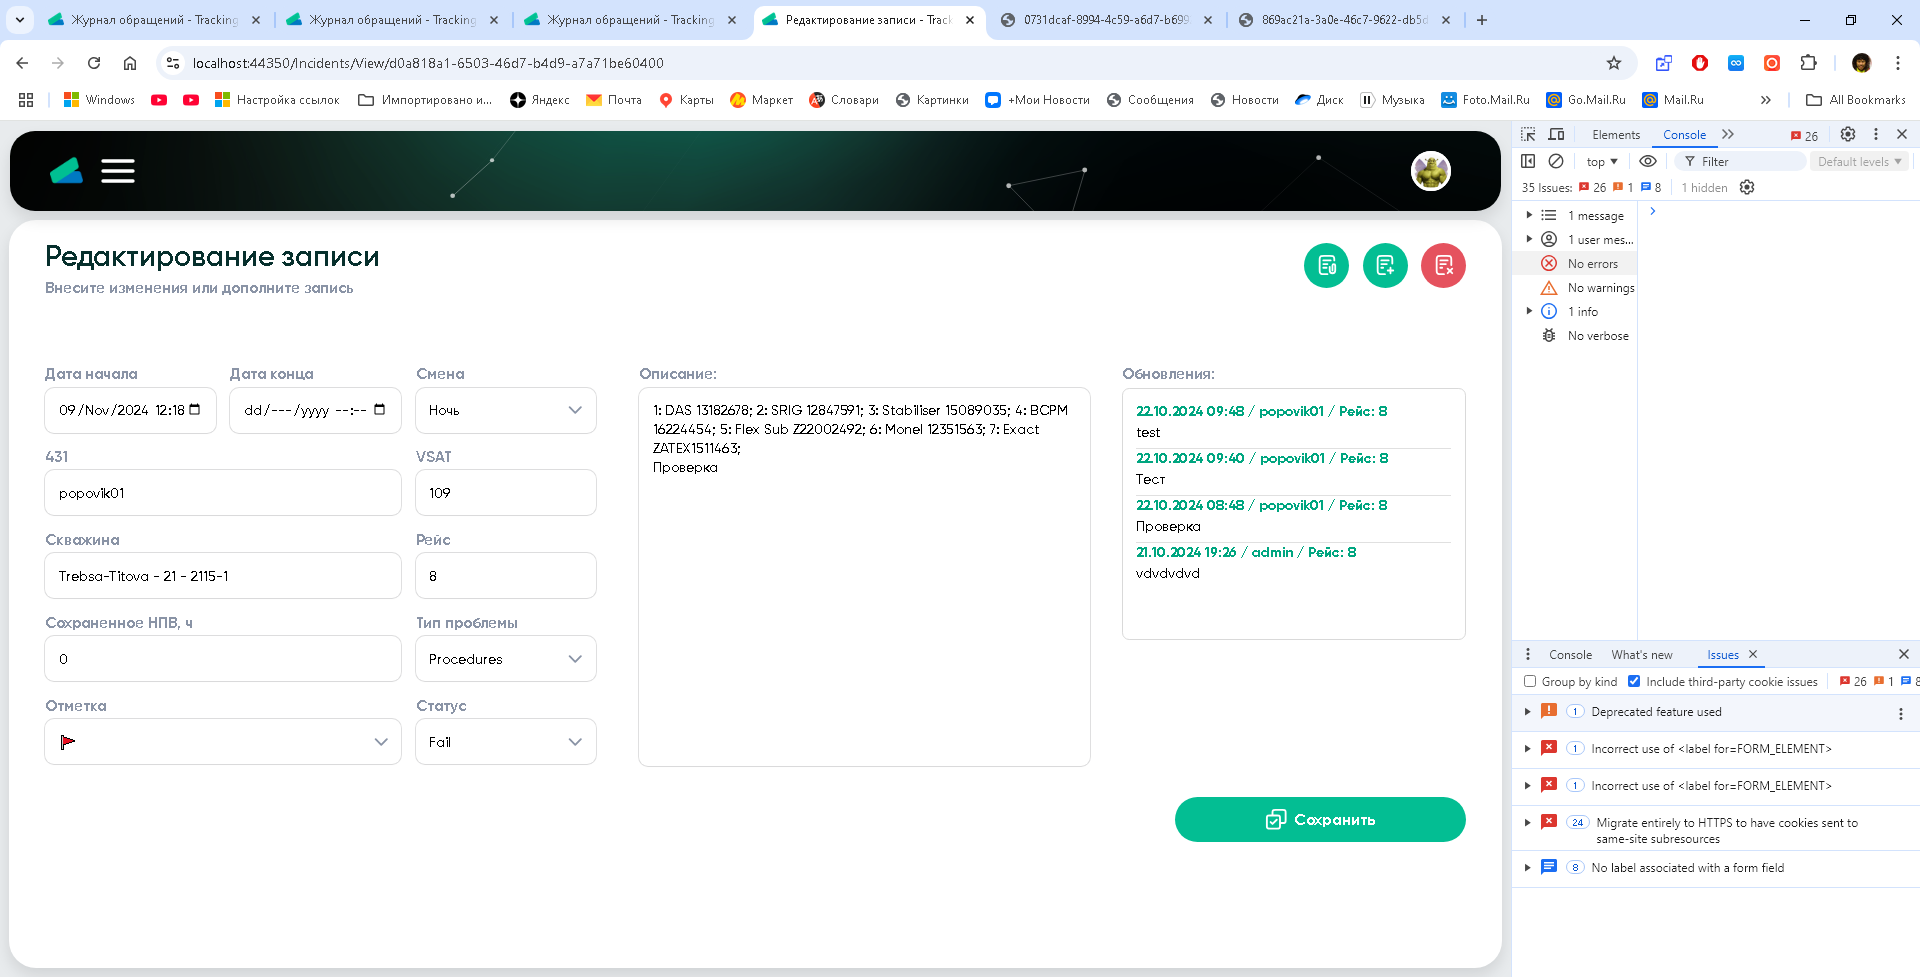 Журнал обращений - Tracking
Журнал обращений - Tracking
Журнал обращений - Tracking
Редактирование записи - Track
0731dcaf-8994-4c59-a6d7-b699
869ac21a-3a0e-46c7-9622-db5d
localhost:44350/Incidents/View/d0a818a1-6503-46d7-b4d9-a7a71be60400
Windows
Настройка ссылок
Импортировано и...
Яндекс
Почта
Карты
Маркет
Словари
Картинки
+Мои Новости
Сообщения
Новости
Диск
Музыка
Foto.Mail.Ru
Go.Mail.Ru
Mail.Ru
All Bookmarks
Редактирование записи
Внесите изменения или дополните запись
Дата начала
Дата конца
Смена
09/Nov/2024 12:18
dd/---/yyyy --:--
Ночь
431
VSAT
popovik01
109
Скважина
Рейс
Trebsa-Titova - 21 - 2115-1
8
Сохраненное НПВ, ч
Тип проблемы
0
Procedures
Отметка
Статус
Fail
Описание:
1: DAS 13182678; 2: SRIG 12847591; 3: Stabiliser 15089035; 4: BCPM
16224454; 5: Flex Sub Z22002492; 6: Monel 12351563; 7: Exact
ZATEX1511463;
Проверка
Обновления:
22.10.2024 09:48 / popovik01 / Рейс: 8
test
22.10.2024 09:40 / popovik01 / Рейс: 8
Тест
22.10.2024 08:48 / popovik01 / Рейс: 8
Проверка
21.10.2024 19:26 / admin / Рейс: 8
vdvdvdvd
Сохранить
Elements
Console
26
top
Filter
Default levels
35 Issues:
26
1
8
1 hidden
1 message
1 user mes...
No errors
No warnings
1 info
No verbose
Console
What's new
Issues
Group by kind
Include third-party cookie issues
26
1
8
1
Deprecated feature used
1
Incorrect use of <label for=FORM_ELEMENT>
1
Incorrect use of <label for=FORM_ELEMENT>
24
Migrate entirely to HTTPS to have cookies sent to
same-site subresources
8
No label associated with a form field